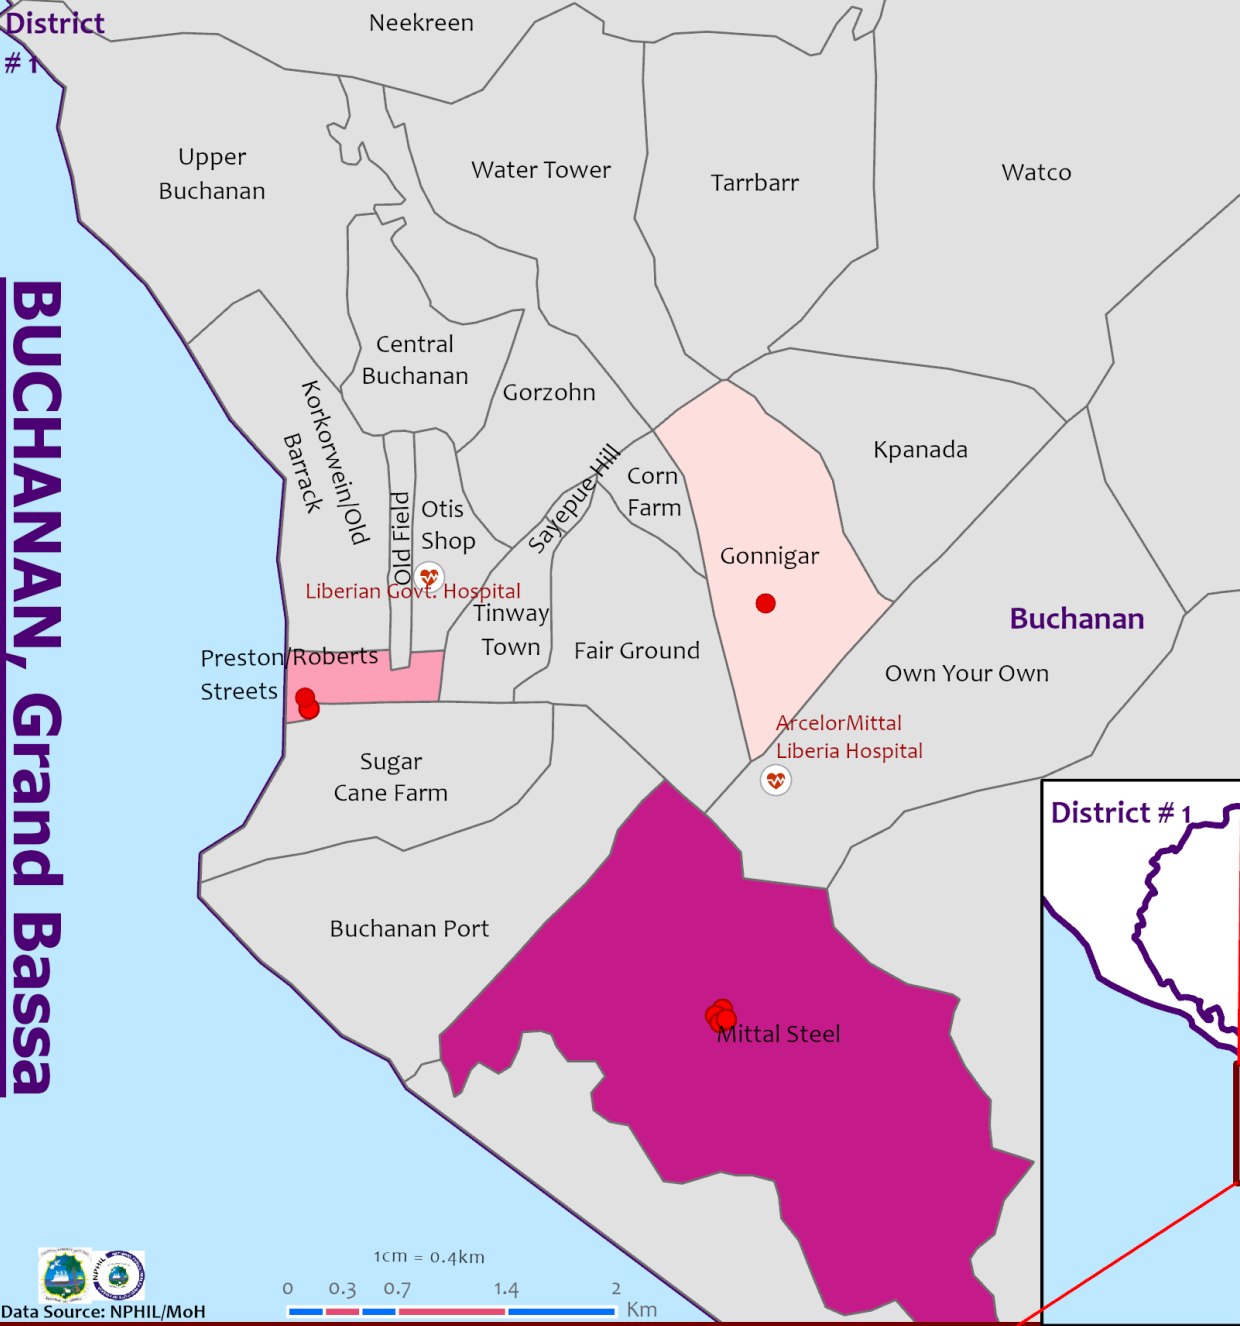 District
# 1
Neekreen
Upper
Buchanan
Water Tower
Tarrbarr
Watco
BUCHANAN, Grand Bassa
Central
Buchanan
Gorzohn
Korkorwein/Old
Barrack
Old Field
Otis
Shop
Sayepue Hill
Corn
Farm
Kpanada
Gonnigar
Liberian Govt. Hospital
Tinway
Town
Fair Ground
Buchanan
Own Your Own
Preston/Roberts
Streets
ArcelorMittal
Liberia Hospital
Sugar
Cane Farm
District # 1
Buchanan Port
Mittal Steel
1cm = 0.4km
0 0.3 0.7 1.4 2
Km
NPHIL
Data Source: NPHIL/MoH